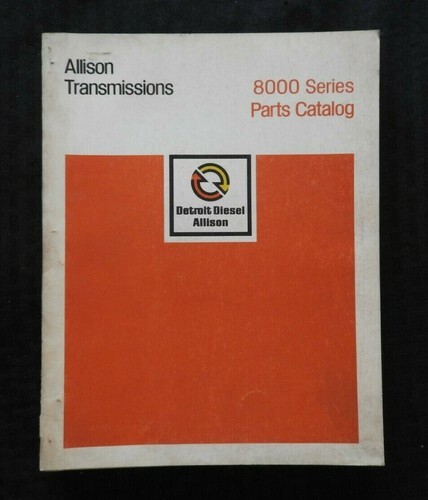 Allison
Transmissions
8000 Series
Parts Catalog
Detroit Diesel
Allison